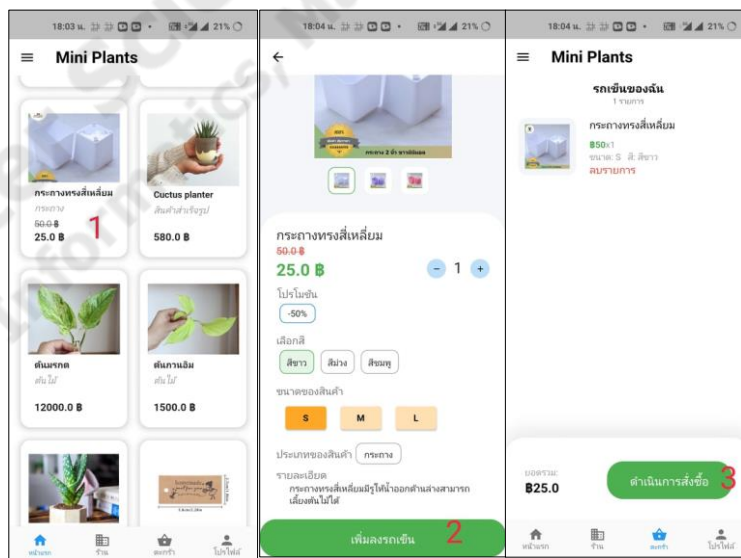 18:03 น.
21%
Mini Plants
กระถางทรงสี่เหลี่ยม
กระถาง
50.0 ฿
25.0 ฿
1
Cuctus planter
สินค้าสำเร็จรูป
580.0 ฿
ต้นมรกต
ต้นไม้
12000.0 ฿
ต้นกวนอิม
ต้นไม้
1500.0 ฿
หน้าแรก
ร้าน
ตะกร้า
โปรไฟล์
18:04 น.
21%
กระถาง 2 นิ้ว ขาวมินิมอล
กระถางทรงสี่เหลี่ยม
50.0 ฿
25.0 ฿
- 1 +
โปรโมชัน
-50%
เลือกสี
สีขาว สีม่วง สีชมพู
ขนาดของสินค้า
S M L
ประเภทของสินค้า กระถาง
รายละเอียด
กระถางทรงสี่เหลี่ยมมีรูให้น้ำออกด้านล่างสามารถ
เลี้ยงต้นไม้ได้
เพิ่มลงรถเข็น 2
18:04 น.
21%
Mini Plants
รถเข็นของฉัน
1 รายการ
กระถางทรงสี่เหลี่ยม
฿50x1
ขนาด: S สี: สีขาว
ลบรายการ
ยอดรวม:
฿25.0
ดำเนินการสั่งซื้อ 3
หน้าแรก
ร้าน
ตะกร้า
โปรไฟล์